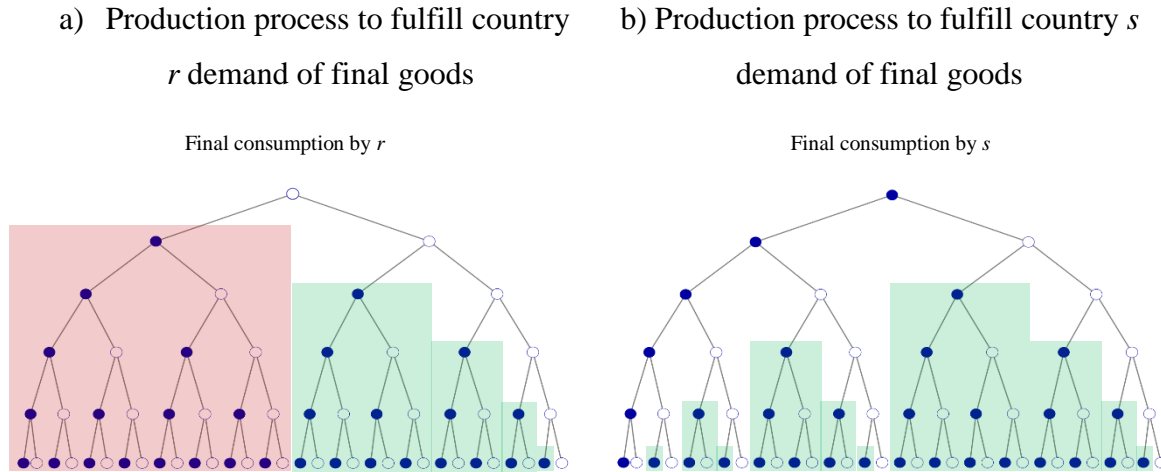 a) Production process to fulfill country
r demand of final goods
Final consumption by r
b) Production process to fulfill country s
demand of final goods
Final consumption by s